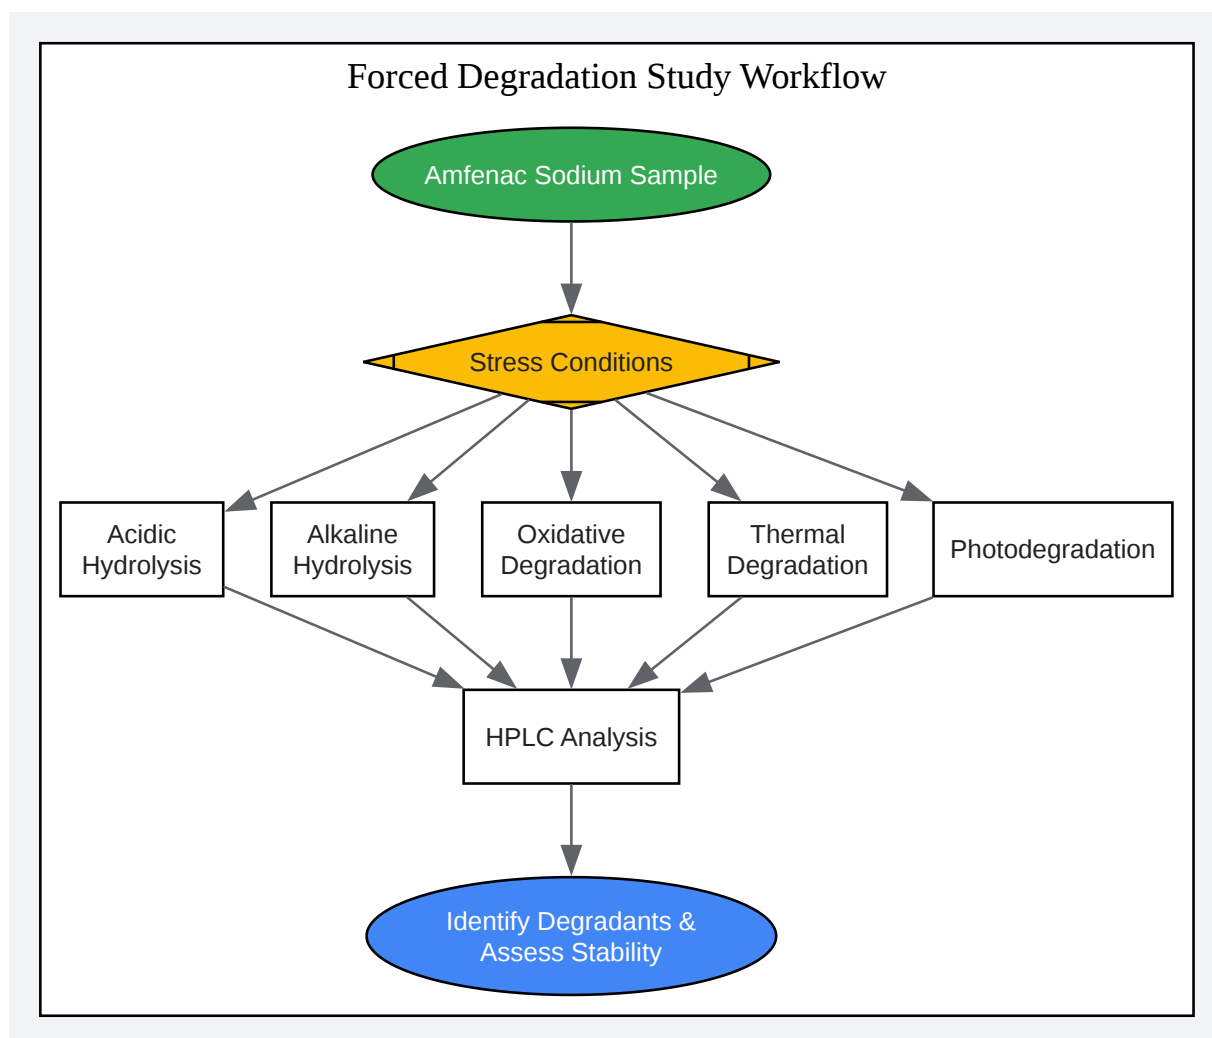 Forced Degradation Study Workflow
Amfenac Sodium Sample
Stress Conditions
Acidic
Hydrolysis
Alkaline
Hydrolysis
Oxidative
Degradation
Thermal
Degradation
Photodegradation
HPLC Analysis
Identify Degradants &
Assess Stability